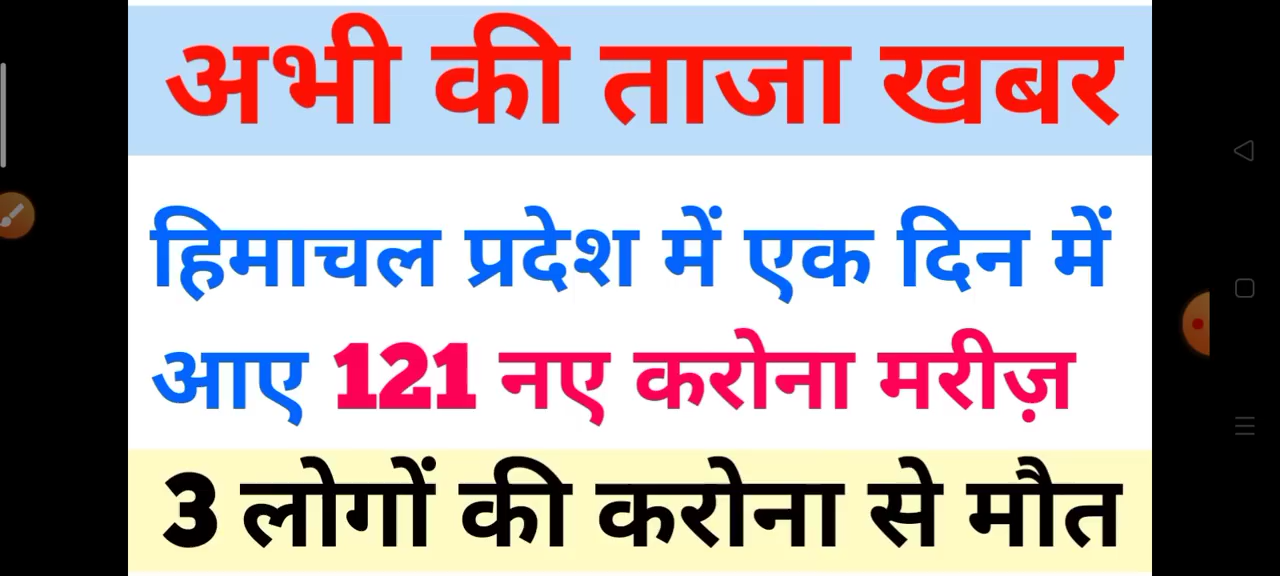 अभी की ताजा खबर
हिमाचल प्रदेश में एक दिन में
आए 121 नए करोना मरीज़
3 लोगों की करोना से मौत